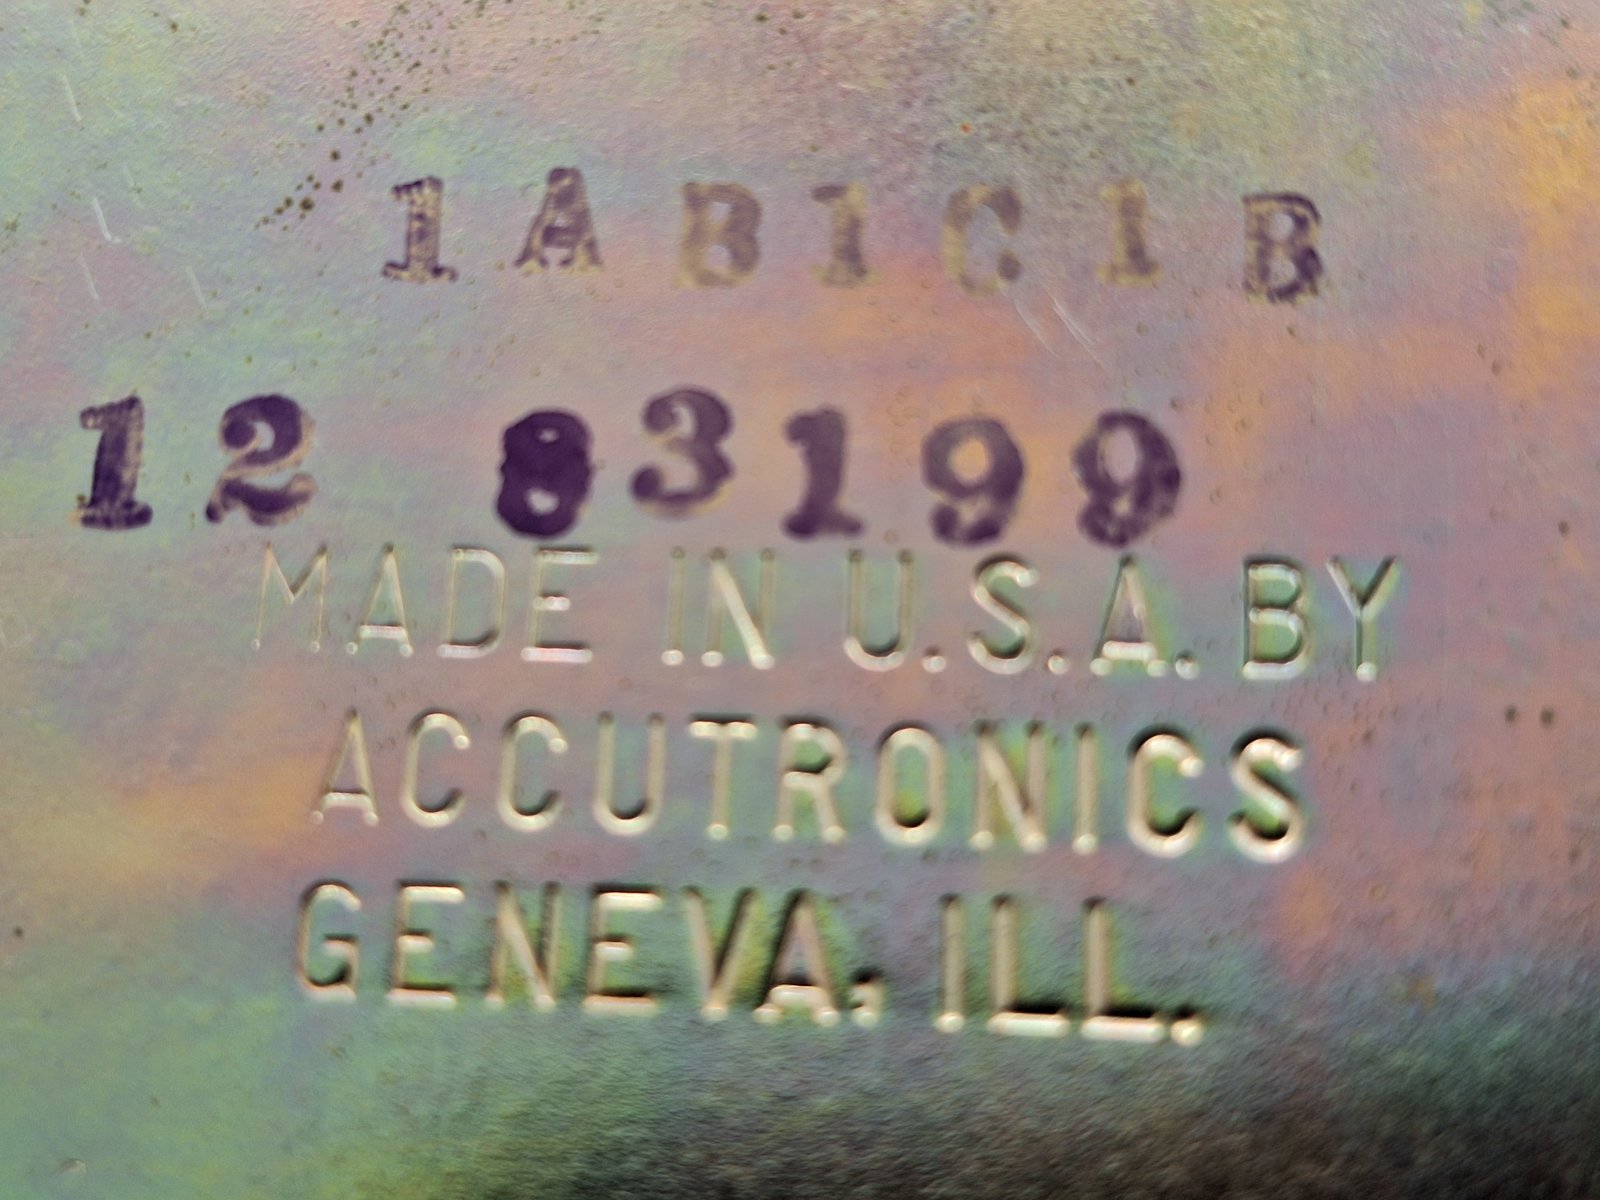 1AB1C1B
12 83199
MADE IN U.S.A. BY
ACCUTRONICS
GENEVA, ILL.